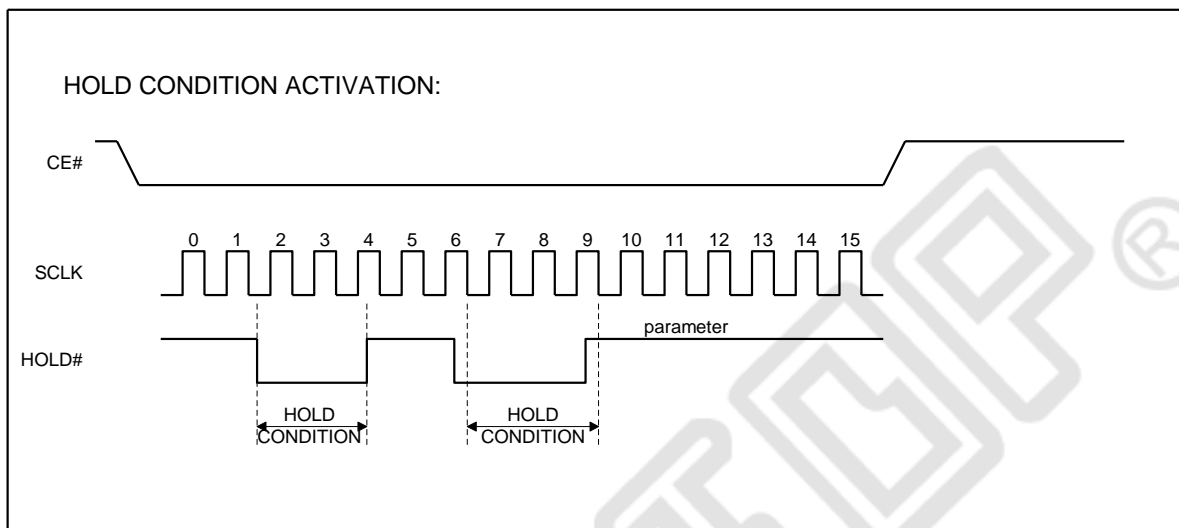 HOLD CONDITION ACTIVATION:
CE#
0 1 2 3 4 5 6 7 8 9 10 11 12 13 14 15
SCLK
parameter
HOLD#
HOLD
CONDITION
HOLD
CONDITION
®